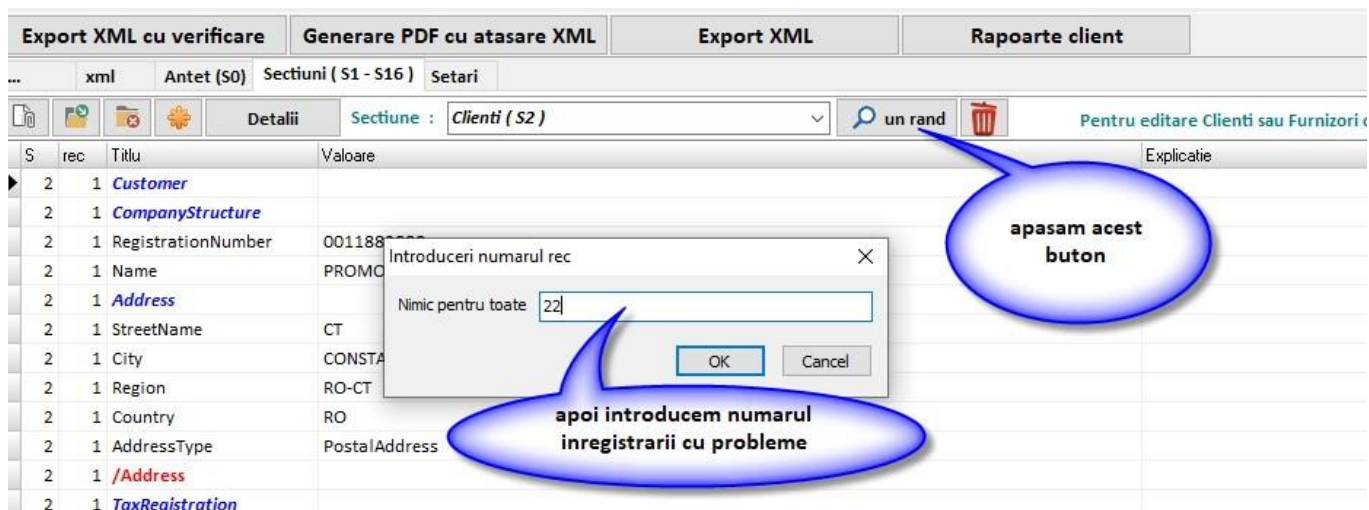 Export XML cu verificare Generare PDF cu atasare XML Export XML Rapoarte client
... xml Antet (S0) Sectiuni ( S1 - S16 ) Setari
Detalii Sectiune : Clienti ( S2 ) un rand Pentru editare Clienti sau Furnizori
S rec Titlu Valoare Explicatie
2 1 Customer
2 1 CompanyStructure
2 1 RegistrationNumber
2 1 Name PROMO
2 1 Address
2 1 StreetName CT
2 1 City CONSTA
2 1 Region RO-CT
2 1 Country RO
2 1 AddressType PostalAddress
2 1 /Address
2 1 TaxRegistration
Introduceri numarul rec
Nimic pentru toate 22
OK Cancel
apasam acest
buton
apoi introducem numarul
inregistrarii cu probleme